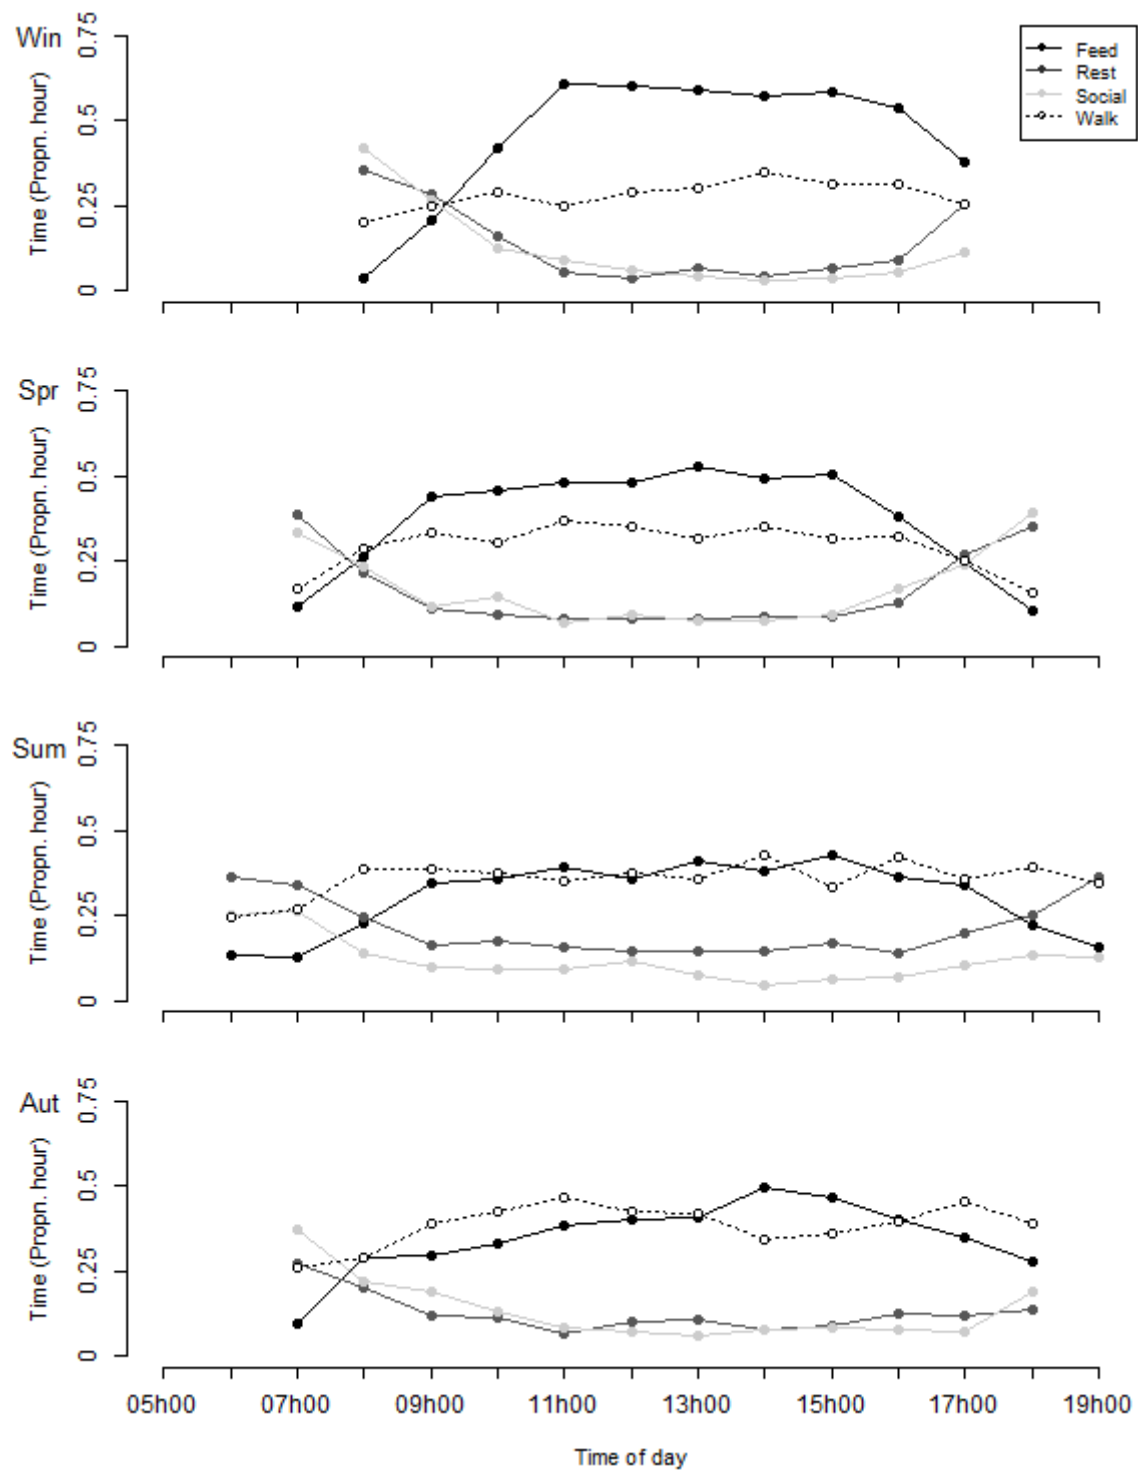 Win
Time (Propn. hour)
0.75
0.5
0.25
0
Feed
Rest
Social
Walk
Spr
Time (Propn. hour)
0.75
0.5
0.25
0
Sum
Time (Propn. hour)
0.75
0.5
0.25
0
Aut
Time (Propn. hour)
0.75
0.5
0.25
0
05h00 07h00 09h00 11h00 13h00 15h00 17h00 19h00
Time of day